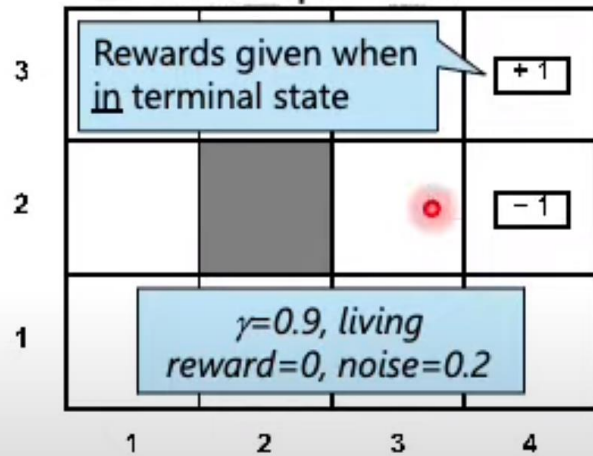 3
Rewards given when
in terminal state
+ 1
2
− 1
1
γ=0.9, living
reward=0, noise=0.2
1 2 3 4